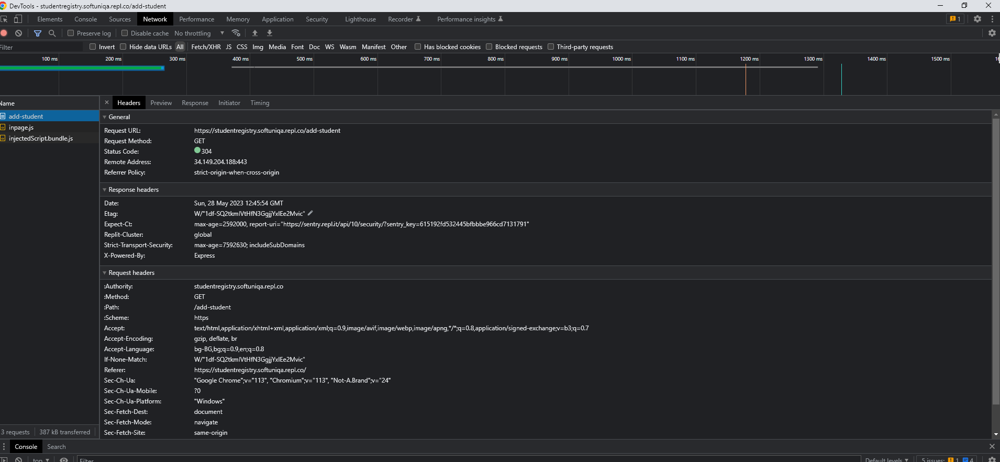 DevTools - studentregistry.softuniqa.repl.co/add-student
Elements Console Sources Network Performance Memory Application Security Lighthouse Recorder Performance insights 1
Preserve log Disable cache No throttling
Filter Invert Hide data URLs All Fetch/XHR JS CSS Img Media Font Doc WS Wasm Manifest Other Has blocked cookies Blocked requests Third-party requests
100 ms 200 ms 300 ms 400 ms 500 ms 600 ms 700 ms 800 ms 900 ms 1000 ms 1100 ms 1200 ms 1300 ms 1400 ms 1500 ms
Name
add-student
inpage.js
injectedScript.bundle.js
Headers Preview Response Initiator Timing
General
Request URL: https://studentregistry.softuniqa.repl.co/add-student
Request Method: GET
Status Code: 304
Remote Address: 34.149.204.188:443
Referrer Policy: strict-origin-when-cross-origin
Response headers
Date: Sun, 28 May 2023 12:45:54 GMT
Etag: W/"1df-SQ2tkmlVtHfN3GgjjYxIEe2Mvic"
Expect-Ct: max-age=2592000, report-uri="https://sentry.repl.it/api/10/security/?sentry_key=615192fd532445bfbbbe966cd7131791"
Replit-Cluster: global
Strict-Transport-Security: max-age=7592630; includeSubDomains
X-Powered-By: Express
Request headers
:Authority: studentregistry.softuniqa.repl.co
:Method: GET
:Path: /add-student
:Scheme: https
Accept: text/html,application/xhtml+xml,application/xml;q=0.9,image/avif,image/webp,image/apng,*/*;q=0.8,application/signed-exchange;v=b3;q=0.7
Accept-Encoding: gzip, deflate, br
Accept-Language: bg-BG,bg;q=0.9,en;q=0.8
If-None-Match: W/"1df-SQ2tkmlVtHfN3GgjjYxIEe2Mvic"
Referer: https://studentregistry.softuniqa.repl.co/
Sec-Ch-Ua: "Google Chrome";v="113", "Chromium";v="113", "Not-A.Brand";v="24"
Sec-Ch-Ua-Mobile: ?0
Sec-Ch-Ua-Platform: "Windows"
Sec-Fetch-Dest: document
Sec-Fetch-Mode: navigate
Sec-Fetch-Site: same-origin
3 requests 387 kB transferred
Console Search
top Filter Default levels 5 issues: 1 4